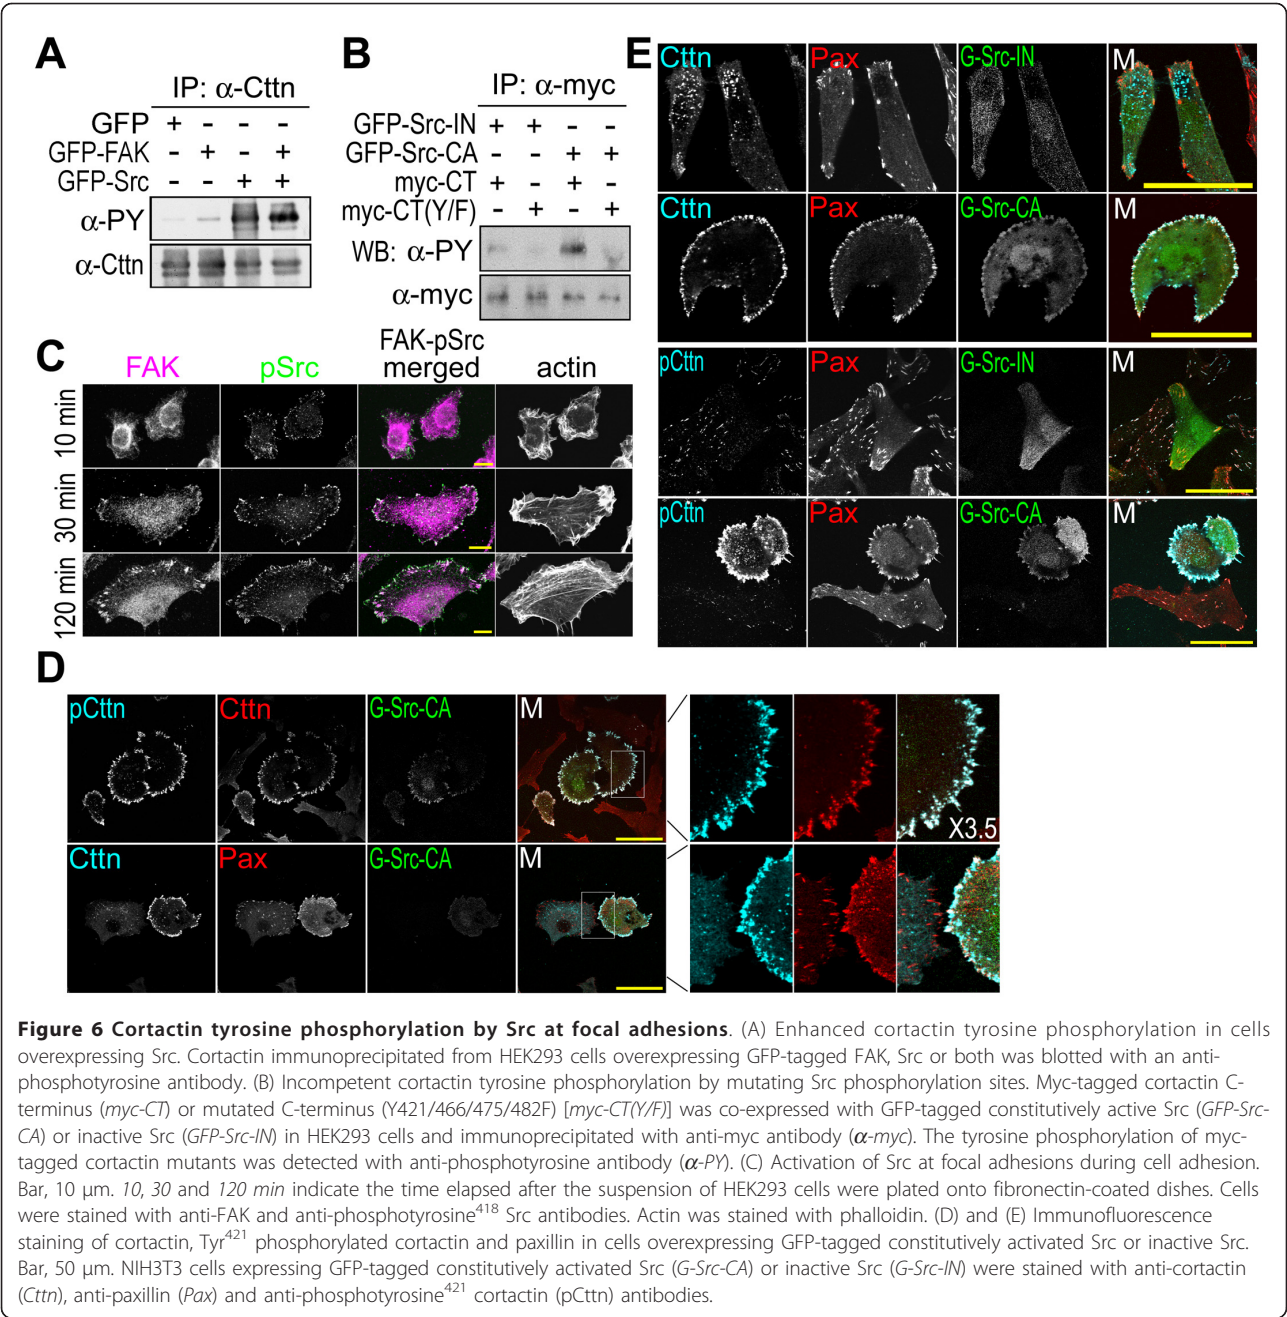 A
IP: α-Cttn
GFP + − − −
GFP-FAK − + − +
GFP-Src − − + +
α-PY
α-Cttn
B
IP: α-myc
GFP-Src-IN + + − −
GFP-Src-CA − − + +
myc-CT + − + −
myc-CT(Y/F) − + − +
WB: α-PY
α-myc
C
FAK pSrc FAK-pSrc merged actin
10 min
30 min
120 min
D
pCttn Cttn G-Src-CA M
X3.5
Cttn Pax G-Src-CA M
E
Cttn Pax G-Src-IN M
Cttn Pax G-Src-CA M
pCttn Pax G-Src-IN M
pCttn Pax G-Src-CA M
Figure 6 Cortactin tyrosine phosphorylation by Src at focal adhesions. (A) Enhanced cortactin tyrosine phosphorylation in cells
overexpressing Src. Cortactin immunoprecipitated from HEK293 cells overexpressing GFP-tagged FAK, Src or both was blotted with an anti-
phosphotyrosine antibody. (B) Incompetent cortactin tyrosine phosphorylation by mutating Src phosphorylation sites. Myc-tagged cortactin C-
terminus (myc-CT) or mutated C-terminus (Y421/466/475/482F) [myc-CT(Y/F)] was co-expressed with GFP-tagged constitutively active Src (GFP-Src-
CA) or inactive Src (GFP-Src-IN) in HEK293 cells and immunoprecipitated with anti-myc antibody (α-myc). The tyrosine phosphorylation of myc-
tagged cortactin mutants was detected with anti-phosphotyrosine antibody (α-PY). (C) Activation of Src at focal adhesions during cell adhesion.
Bar, 10 μm. 10, 30 and 120 min indicate the time elapsed after the suspension of HEK293 cells were plated onto fibronectin-coated dishes. Cells
were stained with anti-FAK and anti-phosphotyrosine418 Src antibodies. Actin was stained with phalloidin. (D) and (E) Immunofluorescence
staining of cortactin, Tyr421 phosphorylated cortactin and paxillin in cells overexpressing GFP-tagged constitutively activated Src or inactive Src.
Bar, 50 μm. NIH3T3 cells expressing GFP-tagged constitutively activated Src (G-Src-CA) or inactive Src (G-Src-IN) were stained with anti-cortactin
(Cttn), anti-paxillin (Pax) and anti-phosphotyrosine421 cortactin (pCttn) antibodies.